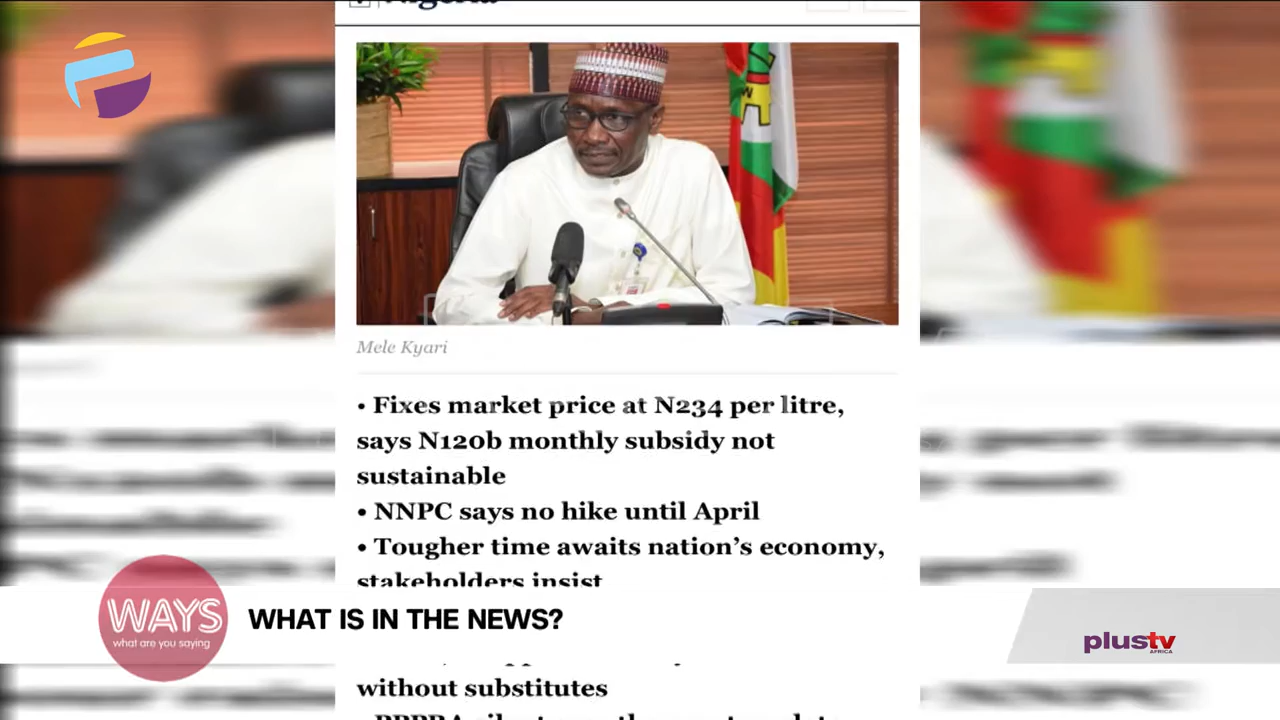 Nigeria
Mele Kyari
• Fixes market price at N234 per litre,
says N120b monthly subsidy not
sustainable
• NNPC says no hike until April
• Tougher time awaits nation's economy,
stakeholders insist
WAYS
what are you saying
WHAT IS IN THE NEWS?
plustv
AFRICA
without substitutes